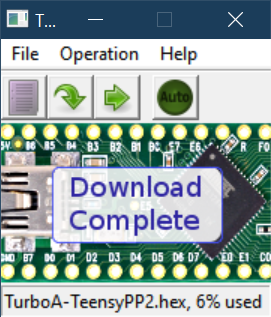 T...
File Operation Help
Auto
5V B6 B5 B4 B3 B2 B1 B0 E7 E6 R F0
Download
Complete
GND B7 D0 D1 D2 D3 D4 D5 D6 D7 E0 E1 C0
TurboA-TeensyPP2.hex, 6% used